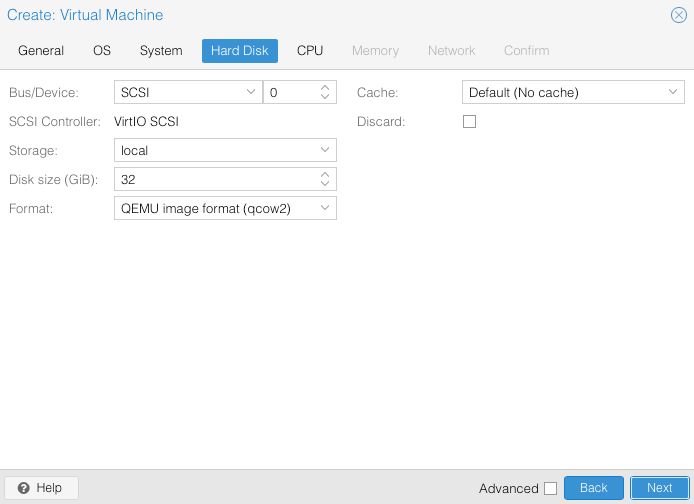 Create: Virtual Machine
General OS System Hard Disk CPU Memory Network Confirm
Bus/Device: SCSI 0 Cache: Default (No cache)
SCSI Controller: VirtIO SCSI Discard:
Storage: local
Disk size (GiB): 32
Format: QEMU image format (qcow2)
Help Advanced Back Next